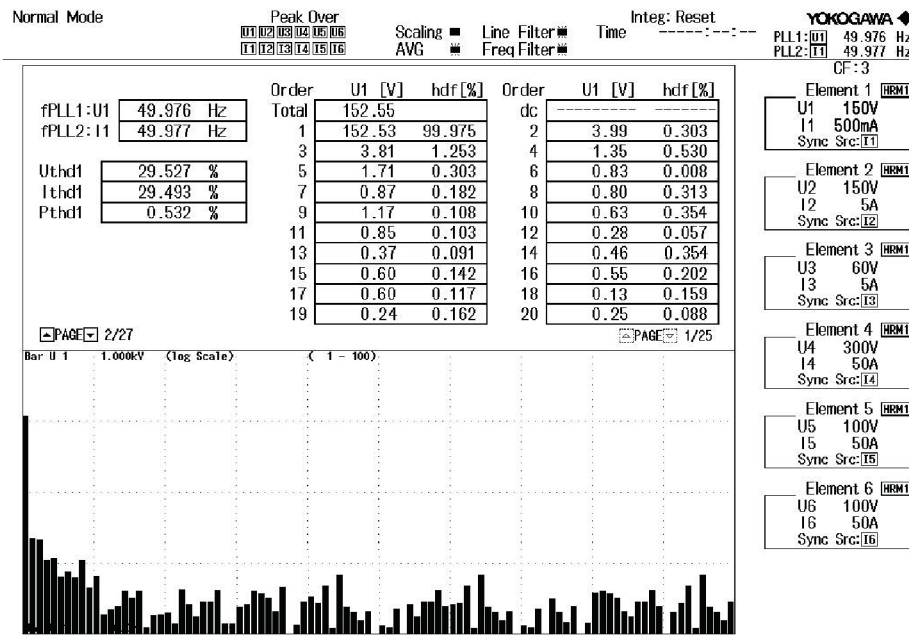 Normal Mode
Peak Over
U1 U2 U3 U4 U5 U6
I1 I2 I3 I4 I5 I6
Scaling
AVG
Line Filter
Freq Filter
Integ: Reset
Time -----:--:--
YOKOGAWA
PLL1:U1 49.976 Hz
PLL2:I1 49.977 Hz
CF:3
fPLL1:U1 49.976 Hz
fPLL2:I1 49.977 Hz
Uthd1 29.527 %
Ithd1 29.493 %
Pthd1 0.532 %
Order U1 [V] hdf[%] Order U1 [V] hdf[%]
Total 152.55 dc -------- --------
1 152.53 99.975 2 3.99 0.303
3 3.81 1.253 4 1.35 0.530
5 1.71 0.303 6 0.83 0.008
7 0.87 0.182 8 0.80 0.313
9 1.17 0.108 10 0.63 0.354
11 0.85 0.103 12 0.28 0.057
13 0.37 0.091 14 0.46 0.354
15 0.60 0.142 16 0.55 0.202
17 0.60 0.117 18 0.13 0.159
19 0.24 0.162 20 0.25 0.088
PAGE 2/27
PAGE 1/25
Bar U 1 1.000kV (log Scale) ( 1 - 100)
Element 1 HRM1
U1 150V
I1 500mA
Sync Src:I1
Element 2 HRM1
U2 150V
I2 5A
Sync Src:I2
Element 3 HRM1
U3 60V
I3 5A
Sync Src:I3
Element 4 HRM1
U4 300V
I4 50A
Sync Src:I4
Element 5 HRM1
U5 100V
I5 50A
Sync Src:I5
Element 6 HRM1
U6 100V
I6 50A
Sync Src:I6